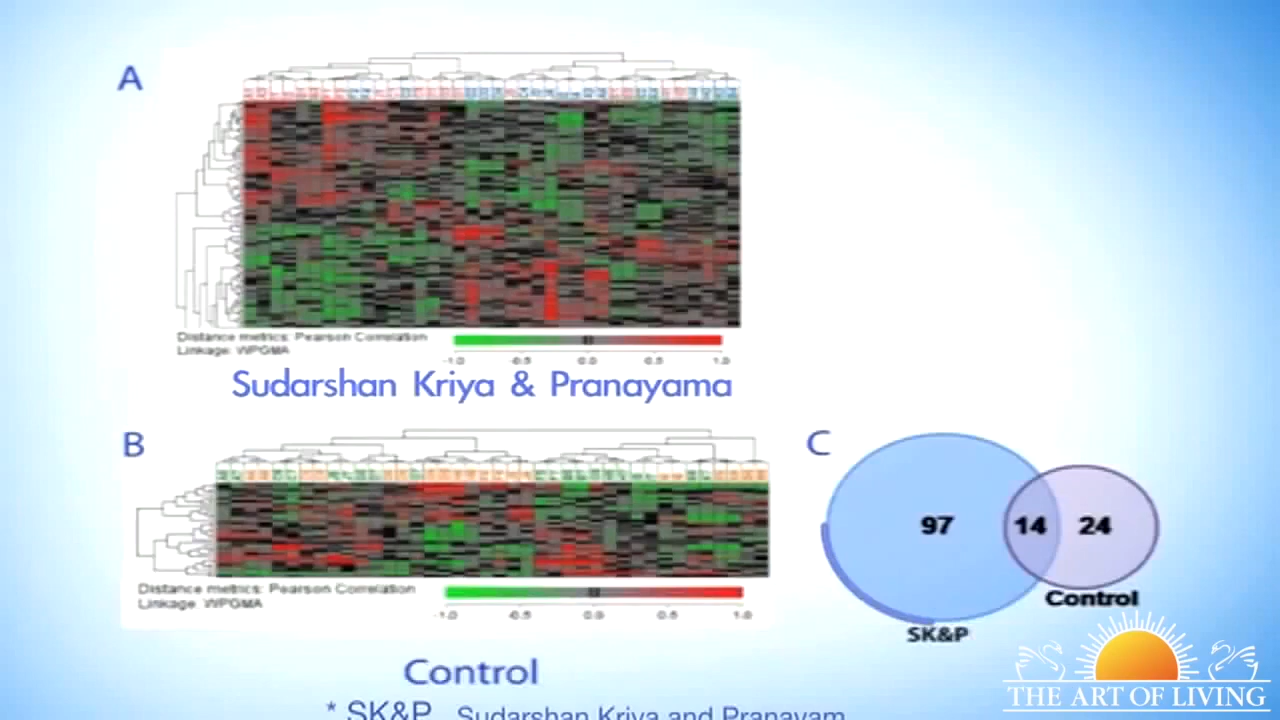 A
Distance metrics: Pearson Correlation
Linkage: WPGMA
-1.0 -0.5 0.0 0.5 1.0
Sudarshan Kriya & Pranayama
B
Distance metrics: Pearson Correlation
Linkage: WPGMA
-1.0 -0.5 0.0 0.5 1.0
Control
* SK&P Sudarshan Kriya and Pranayam
C
97 14 24
Control
SK&P
THE ART OF LIVING